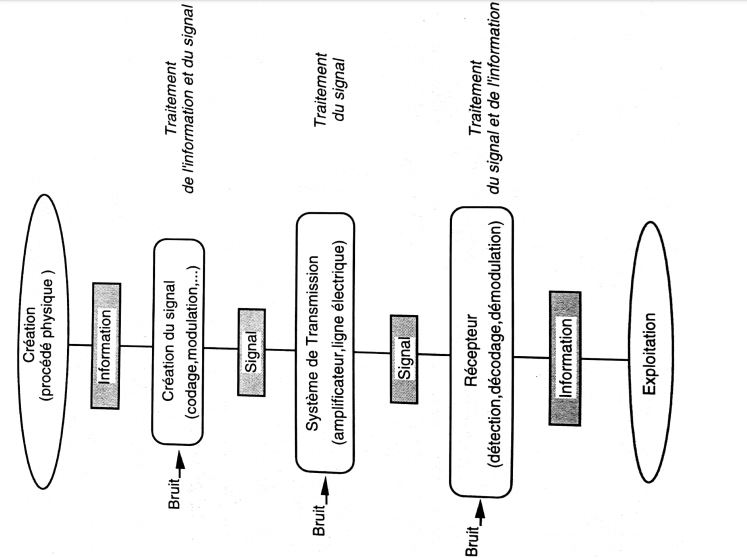 Création
(procédé physique )
Information
Création du signal
(codage,modulation,...)
Bruit
Traitement
de l'information et du signal
Signal
Système de Transmission
(amplificateur,ligne électrique)
Bruit
Traitement
du signal
Signal
Récepteur
(détection,décodage,démodulation)
Bruit
Traitement
du signal et de l'information
Information
Exploitation